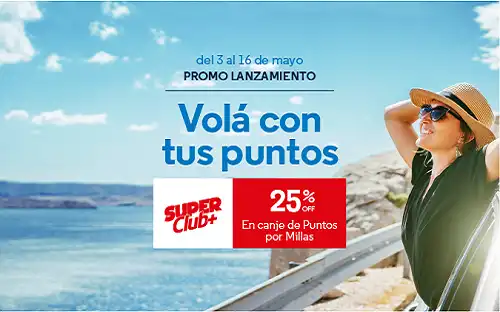 del 3 al 16 de mayo
PROMO LANZAMIENTO
Volá con
tus puntos
SUPER
Club+
25%
OFF
En canje de Puntos
por Millas